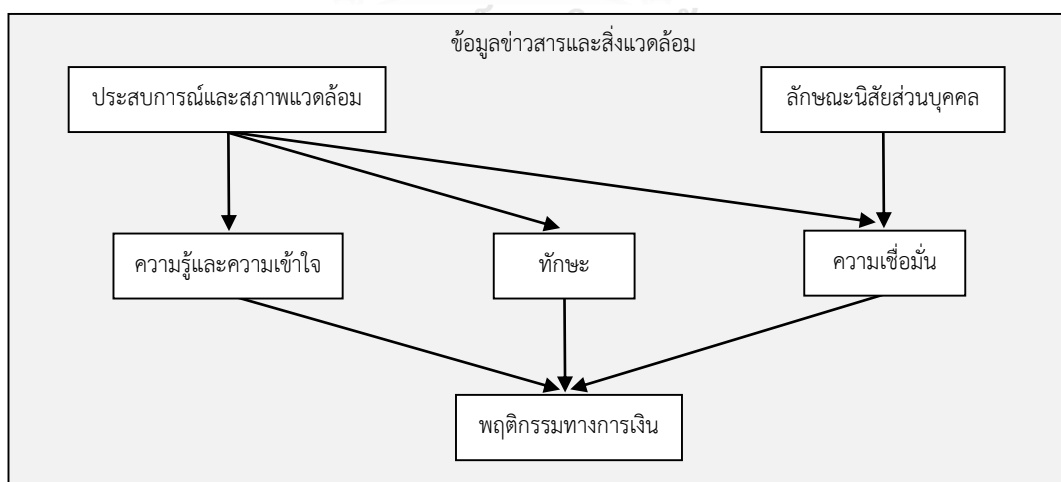 ข้อมูลข่าวสารและสิ่งแวดล้อม
ประสบการณ์และสภาพแวดล้อม
ลักษณะนิสัยส่วนบุคคล
ความรู้และความเข้าใจ
ทักษะ
ความเชื่อมั่น
พฤติกรรมทางการเงิน